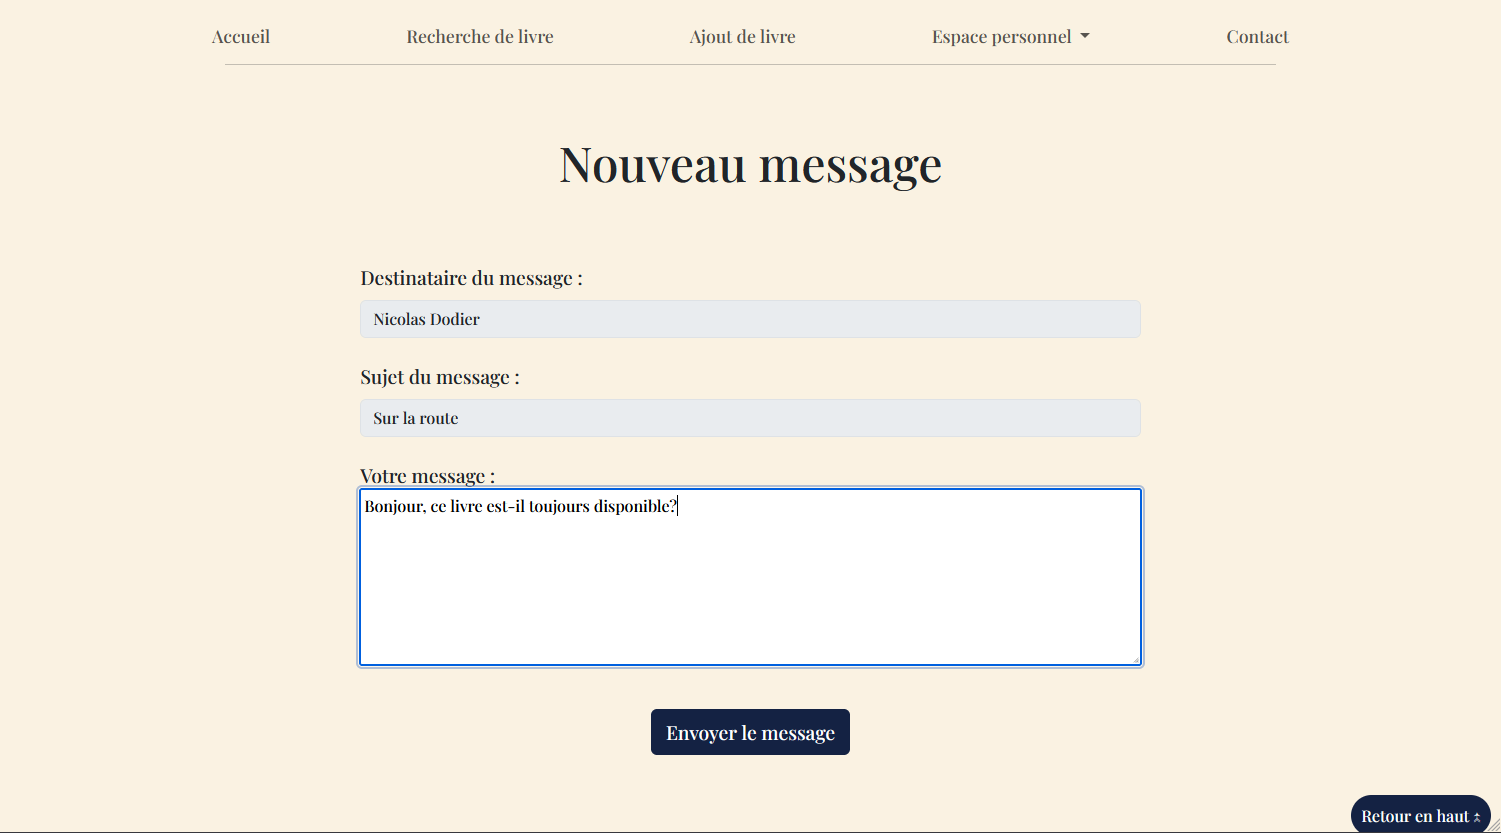 Accueil Recherche de livre Ajout de livre Espace personnel Contact
Nouveau message
Destinataire du message :
Nicolas Dodier
Sujet du message :
Sur la route
Votre message :
Bonjour, ce livre est-il toujours disponible?
Envoyer le message
Retour en haut